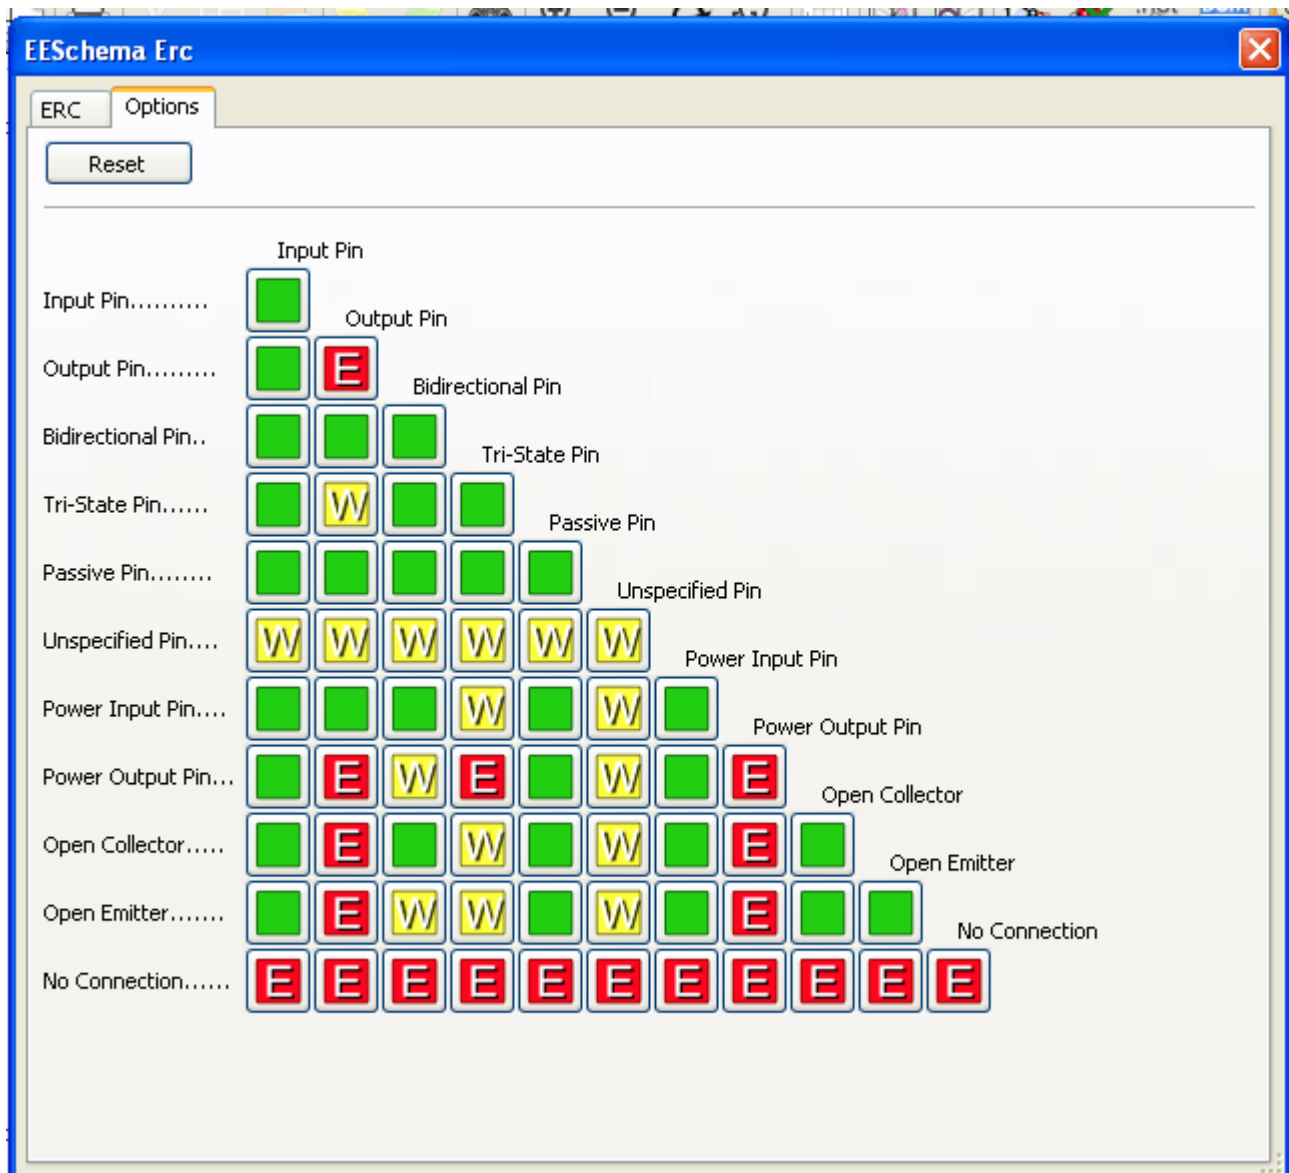 EESchema Erc
ERC Options
Reset
Input Pin
Input Pin..........
Output Pin
Output Pin......... E
Bidirectional Pin
Bidirectional Pin..
Tri-State Pin
Tri-State Pin...... W
Passive Pin
Passive Pin........
Unspecified Pin
Unspecified Pin.... W W W W W W
Power Input Pin
Power Input Pin.... W W
Power Output Pin
Power Output Pin... E W E W E
Open Collector
Open Collector..... E W W E
Open Emitter
Open Emitter....... E W W W E
No Connection
No Connection...... E E E E E E E E E E E